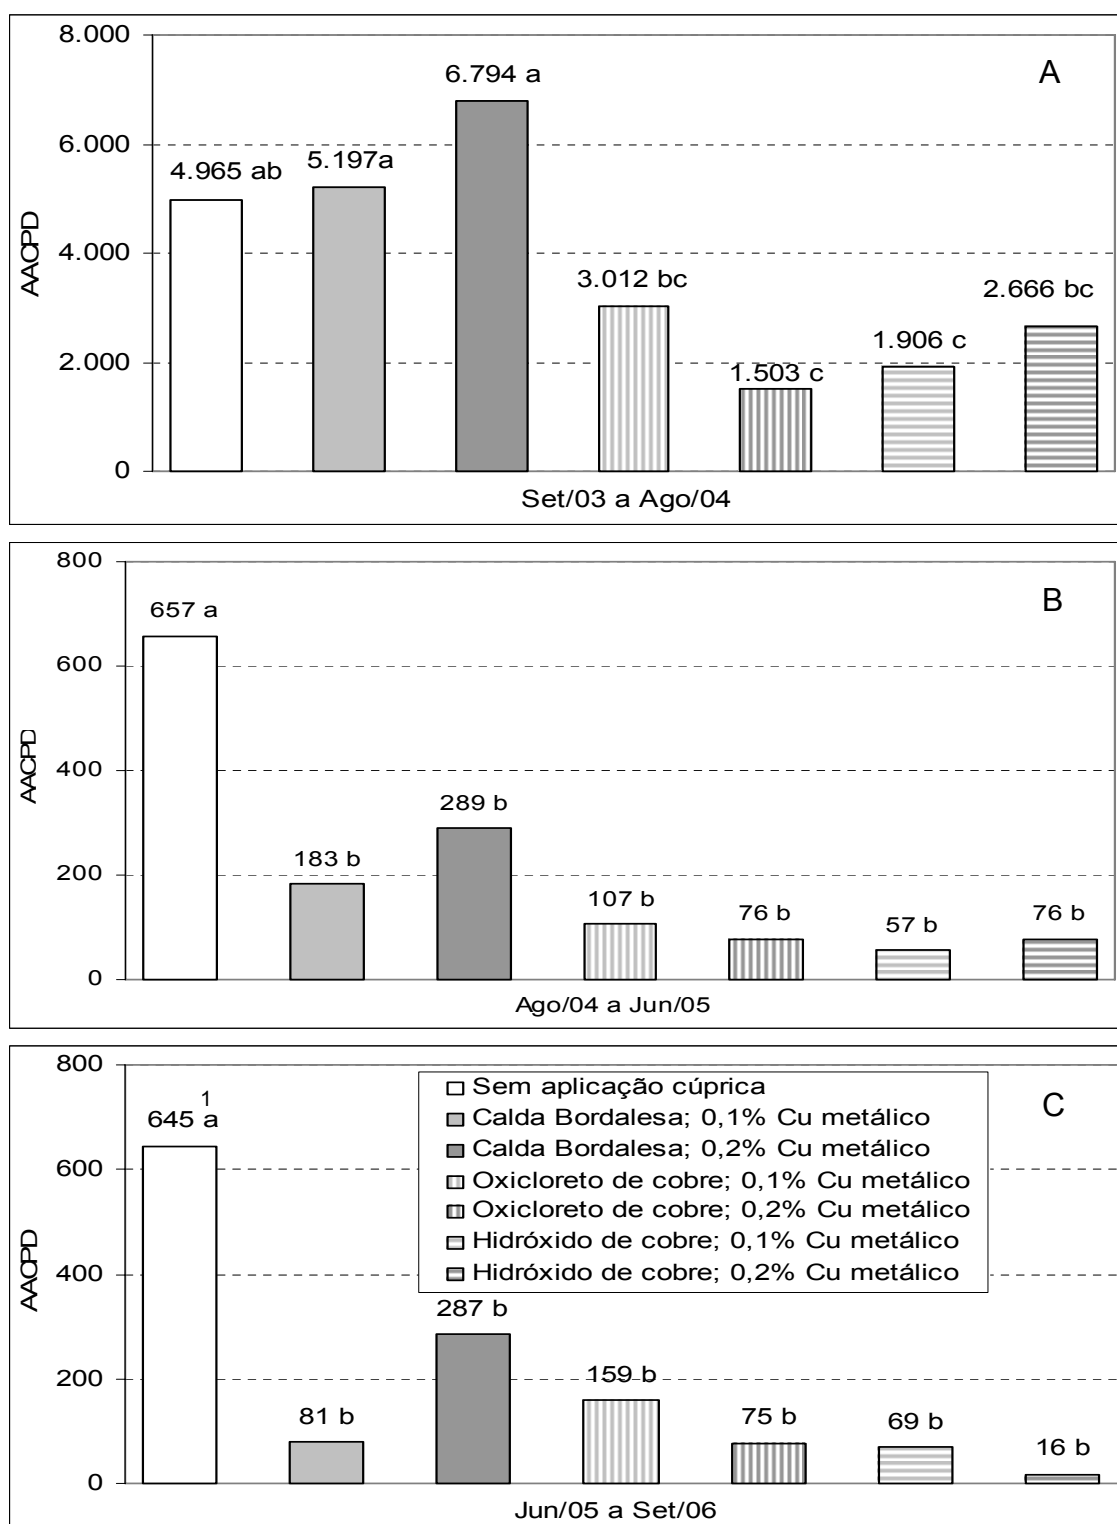 A
8.000
6.794 a
6.000
5.197a
4.965 ab
AACPD
4.000
3.012 bc
2.666 bc
1.906 c
2.000
1.503 c
0
Set/03 a Ago/04
B
800
657 a
600
AACPD
400
289 b
200
183 b
107 b
76 b
57 b
76 b
0
Ago/04 a Jun/05
C
800
1
645 a
600
AACPD
400
Sem aplicação cúprica
Calda Bordalesa; 0,1% Cu metálico
Calda Bordalesa; 0,2% Cu metálico
Oxicloreto de cobre; 0,1% Cu metálico
Oxicloreto de cobre; 0,2% Cu metálico
Hidróxido de cobre; 0,1% Cu metálico
Hidróxido de cobre; 0,2% Cu metálico
287 b
200
159 b
81 b
75 b
69 b
16 b
0
Jun/05 a Set/06